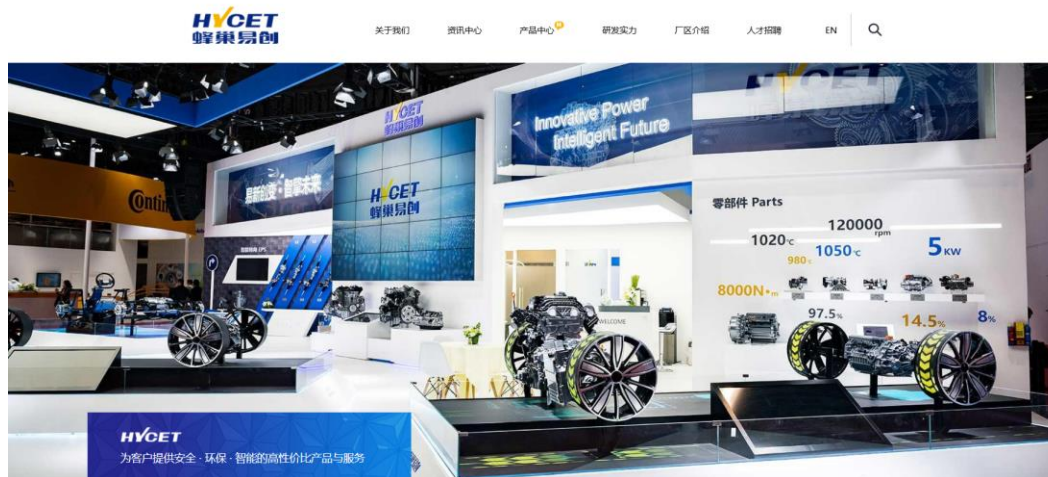 HYCET
蜂巢易创
关于我们
资讯中心
产品中心
研发实力
厂区介绍
人才招聘
EN
HYCET
蜂巢易创
Innovative Power
Intelligent Future
HYCET
HYCET
蜂巢易创
零部件 Parts
120000 rpm
1020℃
980℃
1050℃
5 KW
8000N•m
97.5%
14.5%
8%
WELCOME
HYCET
为客户提供安全 · 环保 · 智能的高性价比产品与服务